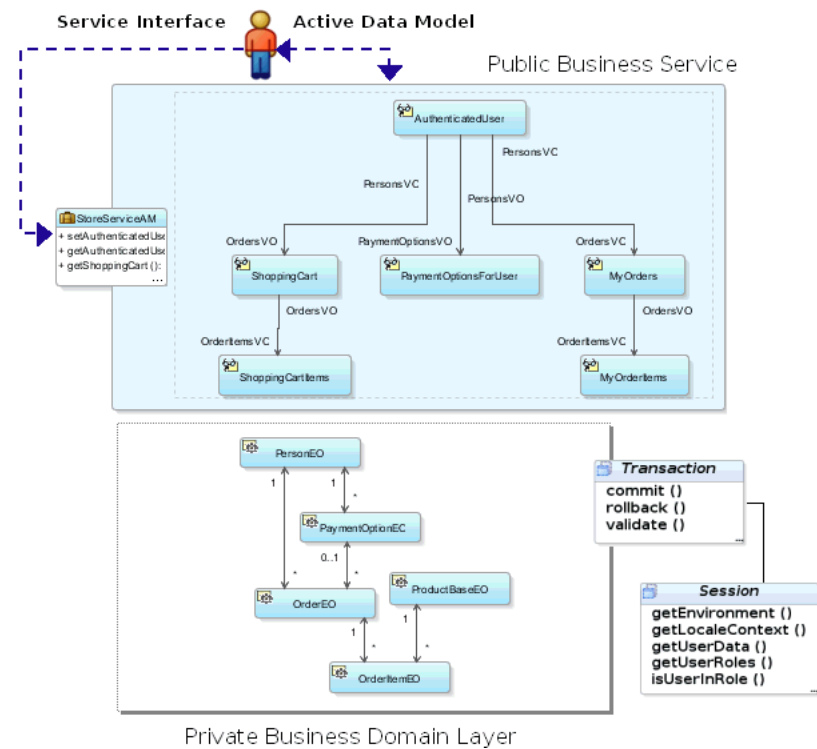 Service Interface
Active Data Model
Public Business Service
AuthenticatedUser
PersonsVC
PersonsVC
PersonsVO
StoreServiceAM
+ setAuthenticatedUse
+ getAuthenticatedUse
+ getShoppingCart ():
...
OrdersVO
PaymentOptionsVO
OrdersVC
ShoppingCart
PaymentOptionsForUser
MyOrders
OrdersVO
OrdersVO
OrderItemsVC
OrderItemsVC
ShoppingCartItems
MyOrderItems
PersonEO
1
1
*
PaymentOptionEC
0..1
*
*
OrderEO
ProductBaseEO
1
1
*
*
OrderItemEO
Transaction
commit ()
rollback ()
validate ()
...
Session
getEnvironment ()
getLocaleContext ()
getUserData ()
getUserRoles ()
isUserInRole ()
...
Private Business Domain Layer